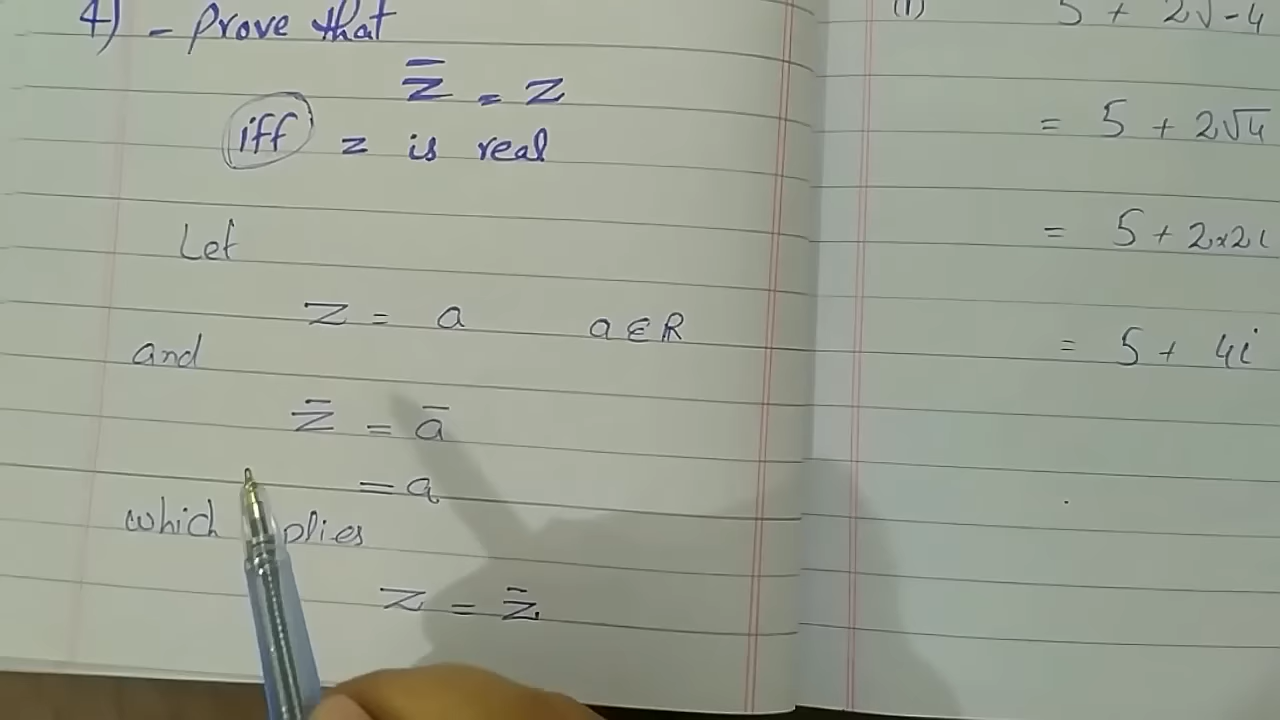 4) - Prove that
z̄ = z
iff z is real
Let
z = a a ∈ R
and
z̄ = ā
= a
which plies
z = z̄
(i) 5 + 2√-4
= 5 + 2√4
= 5 + 2×2i
= 5 + 4i